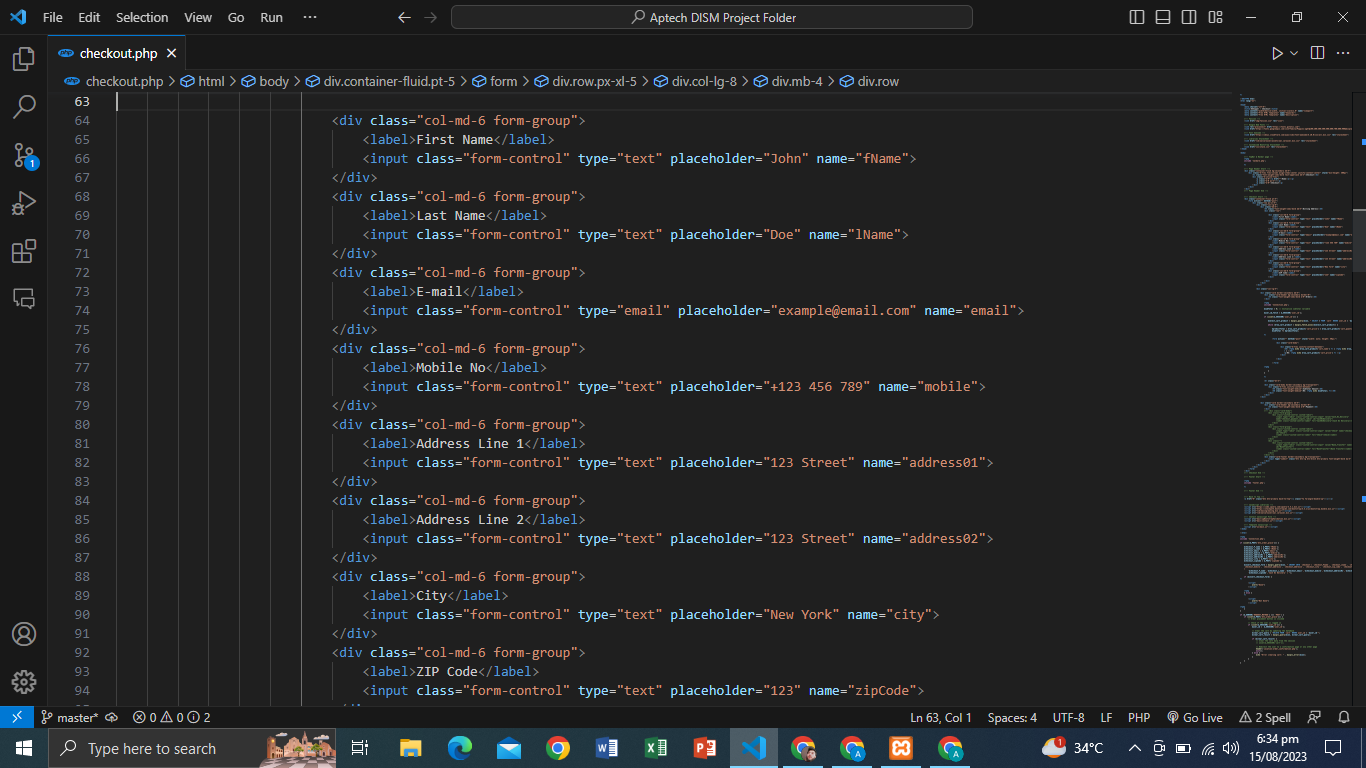 File Edit Selection View Go Run ··· Aptech DISM Project Folder
checkout.php
checkout.php > html > body > div.container-fluid.pt-5 > form > div.row.px-xl-5 > div.col-lg-8 > div.mb-4 > div.row
63
64 <div class="col-md-6 form-group">
65 <label>First Name</label>
66 <input class="form-control" type="text" placeholder="John" name="fName">
67 </div>
68 <div class="col-md-6 form-group">
69 <label>Last Name</label>
70 <input class="form-control" type="text" placeholder="Doe" name="lName">
71 </div>
72 <div class="col-md-6 form-group">
73 <label>E-mail</label>
74 <input class="form-control" type="email" placeholder="example@email.com" name="email">
75 </div>
76 <div class="col-md-6 form-group">
77 <label>Mobile No</label>
78 <input class="form-control" type="text" placeholder="+123 456 789" name="mobile">
79 </div>
80 <div class="col-md-6 form-group">
81 <label>Address Line 1</label>
82 <input class="form-control" type="text" placeholder="123 Street" name="address01">
83 </div>
84 <div class="col-md-6 form-group">
85 <label>Address Line 2</label>
86 <input class="form-control" type="text" placeholder="123 Street" name="address02">
87 </div>
88 <div class="col-md-6 form-group">
89 <label>City</label>
90 <input class="form-control" type="text" placeholder="New York" name="city">
91 </div>
92 <div class="col-md-6 form-group">
93 <label>ZIP Code</label>
94 <input class="form-control" type="text" placeholder="123" name="zipCode">
1
master* 0 0 2 Ln 63, Col 1 Spaces: 4 UTF-8 LF PHP Go Live 2 Spell
Type here to search 1 34°C 6:34 pm
15/08/2023